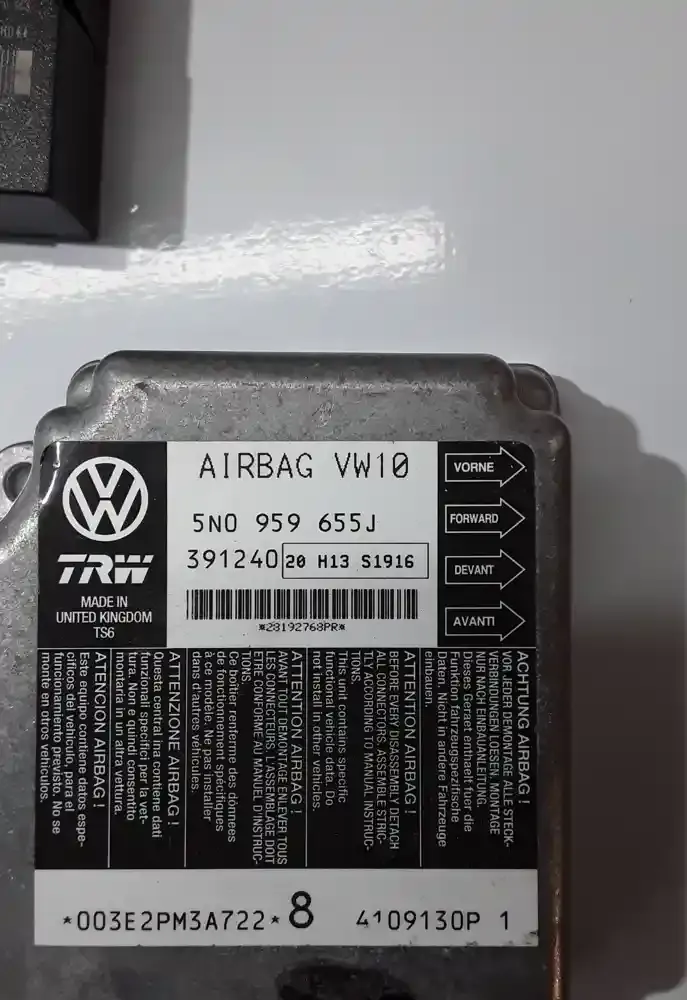 AIRBAG VW10
5N0 959 655J
391240 20 H13 S1916
*28192768PR*
TRW
MADE IN
UNITED KINGDOM
TS6
VORNE
FORWARD
DEVANT
AVANTI
ACHTUNG AIRBAG !
VOR JEDER DEMONTAGE ALLE STECK-
VERBINDUNGEN LOESEN, MONTAGE
NUR NACH EINBAUANLEITUNG.
Dieses Geraet enthaelt fuer die
Funktion fahrzeugspezifische
Daten. Nicht in andere Fahrzeuge
einbauen.
ATTENTION AIRBAG !
BEFORE EVERY DISASSEMBLY DETACH
ALL CONNECTORS, ASSEMBLE STRIC-
TLY ACCORDING TO MANUAL INSTRUC-
TIONS.
This unit contains specific
functional vehicle data. Do
not install in other vehicles.
ATTENTION AIRBAG !
AVANT TOUT DEMONTAGE ENLEVER TOUS
LES CONNECTEURS, L'ASSEMBLAGE DOIT
ETRE CONFORME AU MANUEL D'INSTRUC-
TIONS.
Ce boitier renferme des données
de fonctionnement spécifiques
à ce modèle. Ne pas installer
dans d'autres véhicules.
ATTENZIONE AIRBAG !
Questa central ina contiene dati
funzionali specifici per la vet-
tura. Non e quindi consentito
montaria in un altra vettura.
ATENCION AIRBAG !
Este equipo contiene datos espe-
cificos del vehiculo, para el
funcionamiento previsto. No se
monte en otros vehiculos.
*003E2PM3A722* 8 4109130P 1